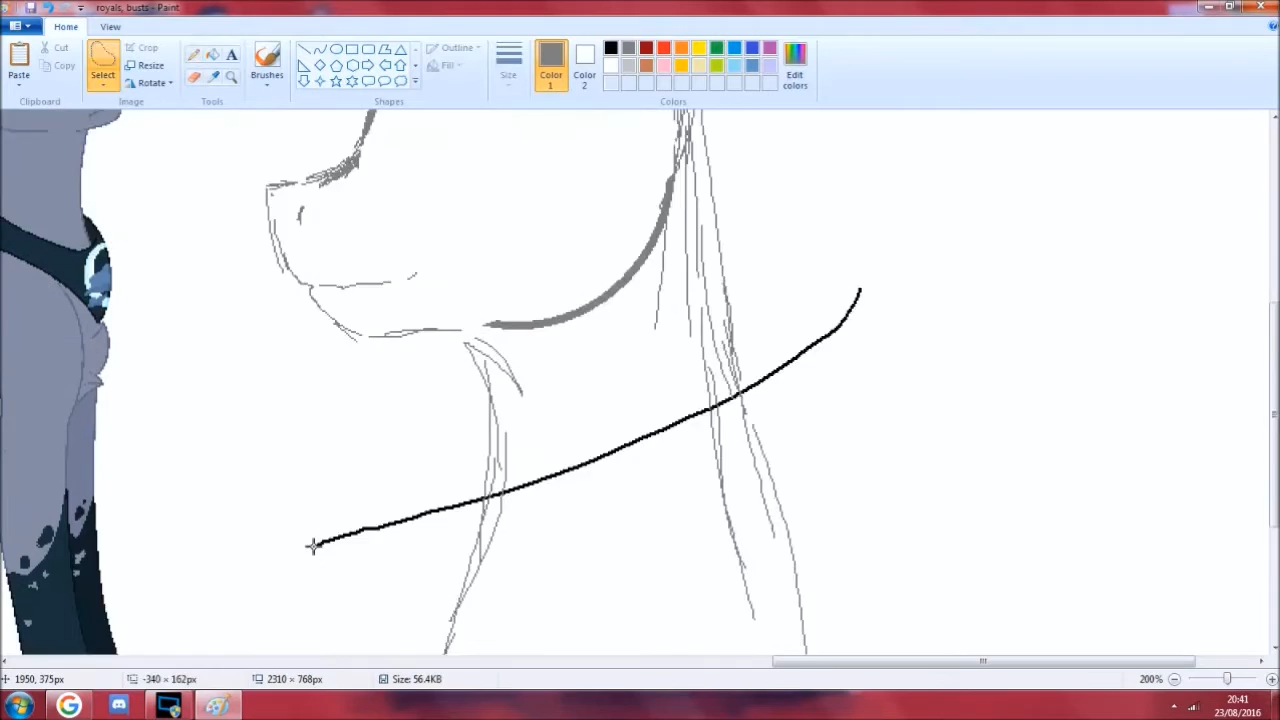 royals, busts - Paint
Home View
Paste
Cut
Copy
Clipboard
Select
Crop
Resize
Rotate
Image
Tools
Brushes
Outline
Fill
Shapes
Size
Color 1
Color 2
Edit colors
Colors
1950, 375px
-340 × 162px
2310 × 768px
Size: 56.4KB
200%
20:41
23/08/2016